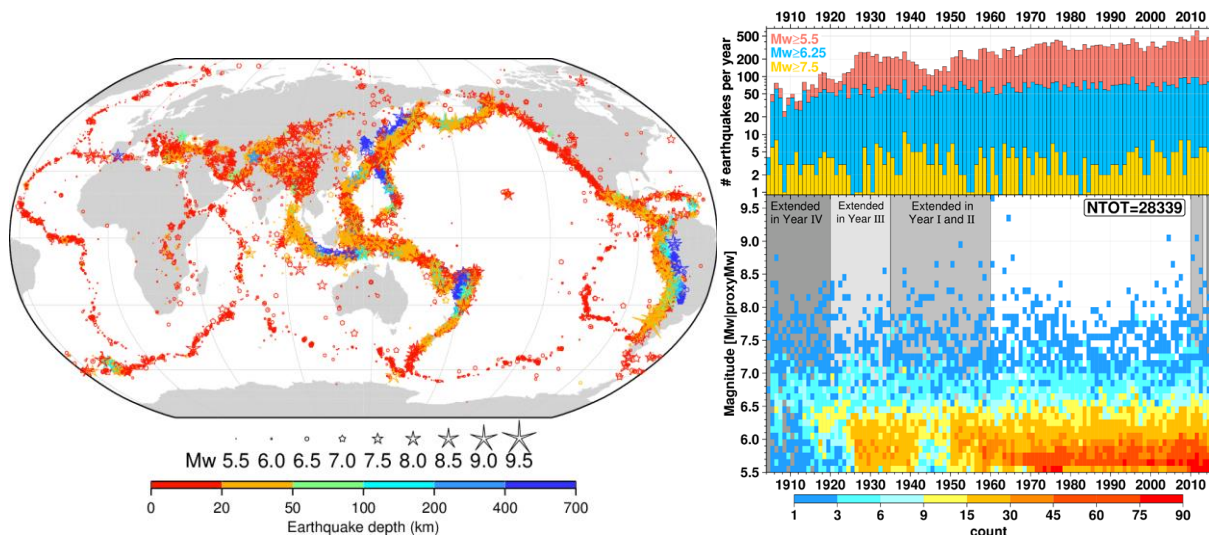 Mw 5.5 6.0 6.5 7.0 7.5 8.0 8.5 9.0 9.5
0 20 50 100 200 400 700
Earthquake depth (km)
1910 1920 1930 1940 1950 1960 1970 1980 1990 2000 2010
# earthquakes per year
500
200
100
50
20
10
5
2
1
Mw≥5.5
Mw≥6.25
Mw≥7.5
Magnitude [Mw|proxyMw]
9.5
9.0
8.5
8.0
7.5
7.0
6.5
6.0
5.5
Extended
in Year IV
Extended
in Year III
Extended in
Year I and II
NTOT=28339
1910 1920 1930 1940 1950 1960 1970 1980 1990 2000 2010
1 3 6 9 15 30 45 60 75 90
count